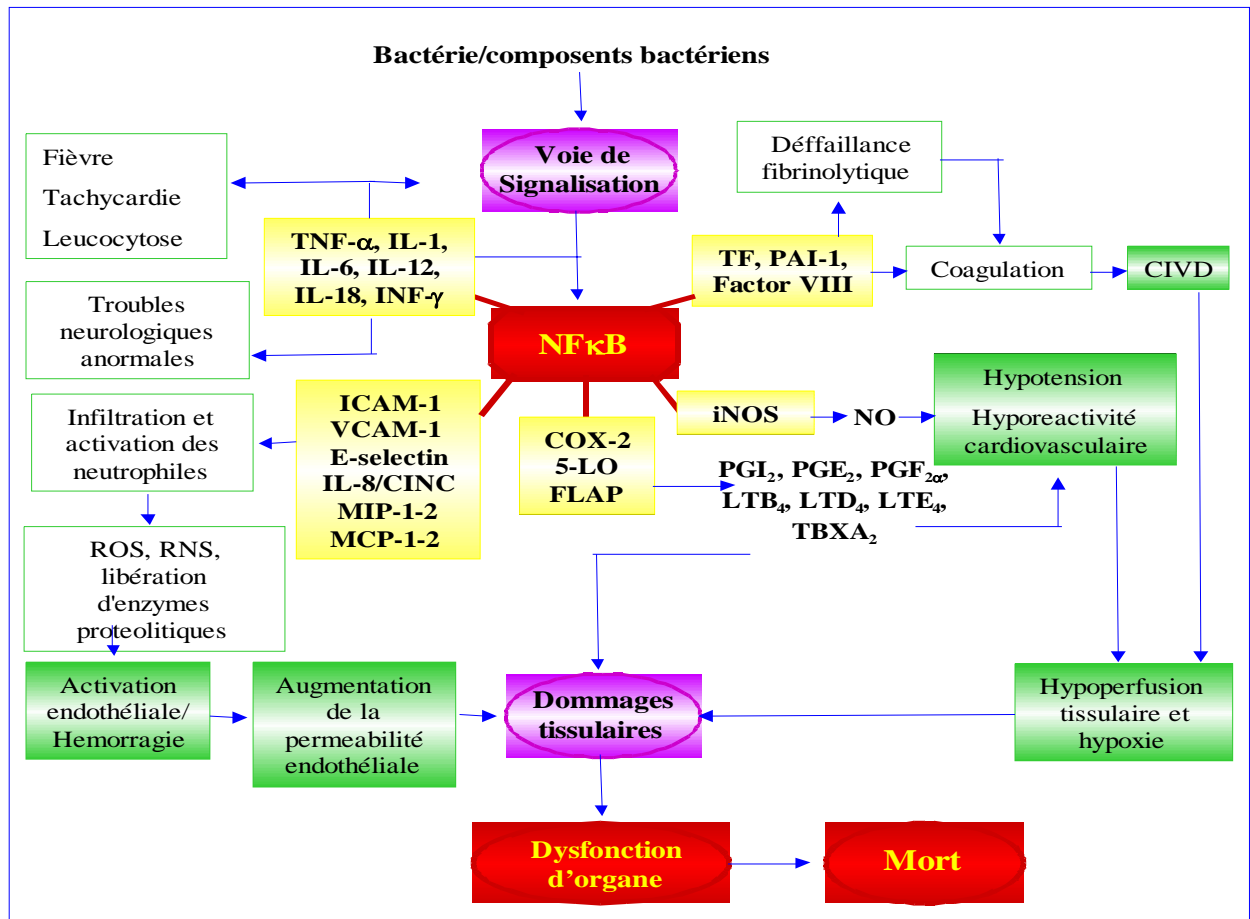 Bactérie/components bactériens
Voie de
Signalisation
Fièvre
Tachycardie
Leucocytose
TNF-α, IL-1,
IL-6, IL-12,
IL-18, INF-γ
Troubles
neurologiques
anormales
Déffaillance
fibrinolytique
TF, PAI-1,
Factor VIII
Coagulation
CIVD
NFκB
Infiltration et
activation des
neutrophiles
ICAM-1
VCAM-1
E-selectin
IL-8/CINC
MIP-1-2
MCP-1-2
COX-2
5-LO
FLAP
iNOS
NO
Hypotension
Hyporeactivité
cardiovasculaire
PGI₂, PGE₂, PGF₂α,
LTB₄, LTD₄, LTE₄,
TBXA₂
ROS, RNS,
libération
d'enzymes
proteolitiques
Activation
endothéliale/
Hemorragie
Augmentation
de la
permeabilité
endothéliale
Dommages
tissulaires
Hypoperfusion
tissulaire et
hypoxie
Dysfonction
d’organe
Mort